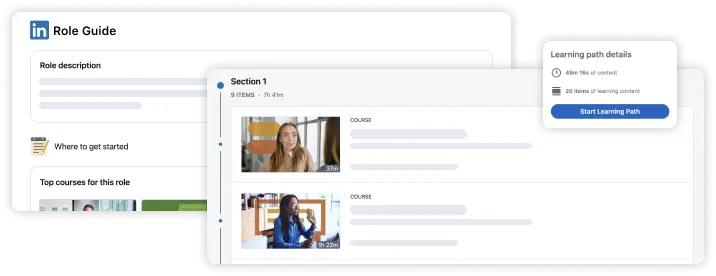 in Role Guide
Role description
Where to get started
Top courses for this role
Section 1
9 ITEMS • 7h 41m
COURSE
37m
COURSE
1h 22m
Learning path details
49m 16s of content
20 items of learning content
Start Learning Path